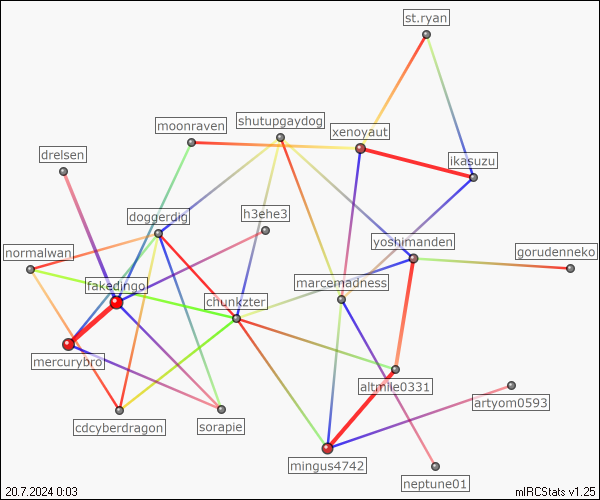 st.ryan
shutupgaydog
moonraven
xenoyaut
drelsen
ikasuzu
h3ehe3
doggerdig
yoshimanden
normalwan
gorudenneko
fakedingo
marcemadness
chunkzter
mercurybro
altmile0331
artyom0593
cdcyberdragon
sorapie
mingus4742
neptune01
20.7.2024 0:03
mIRCStats v1.25